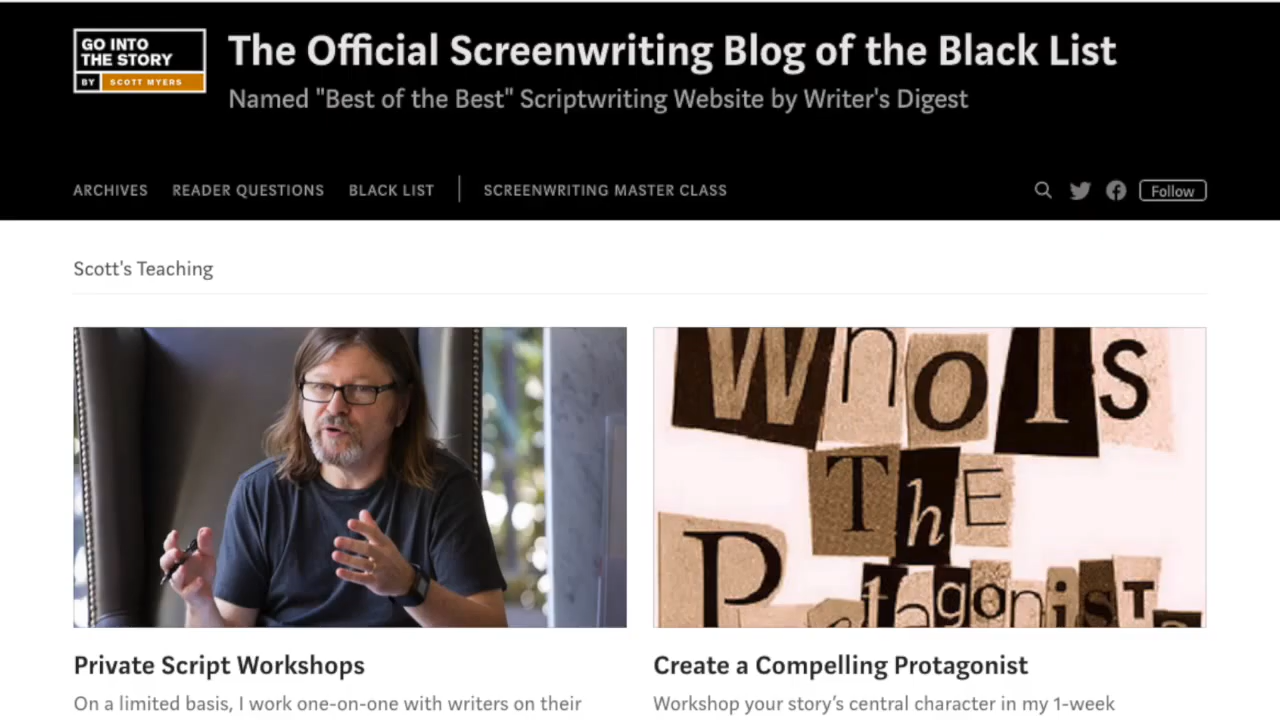 GO INTO
THE STORY
BY SCOTT MYERS
The Official Screenwriting Blog of the Black List
Named "Best of the Best" Scriptwriting Website by Writer's Digest
ARCHIVES READER QUESTIONS BLACK LIST SCREENWRITING MASTER CLASS Follow
Scott's Teaching
WhoIs
ThE
Protagonist
Private Script Workshops
On a limited basis, I work one-on-one with writers on their
Create a Compelling Protagonist
Workshop your story’s central character in my 1-week